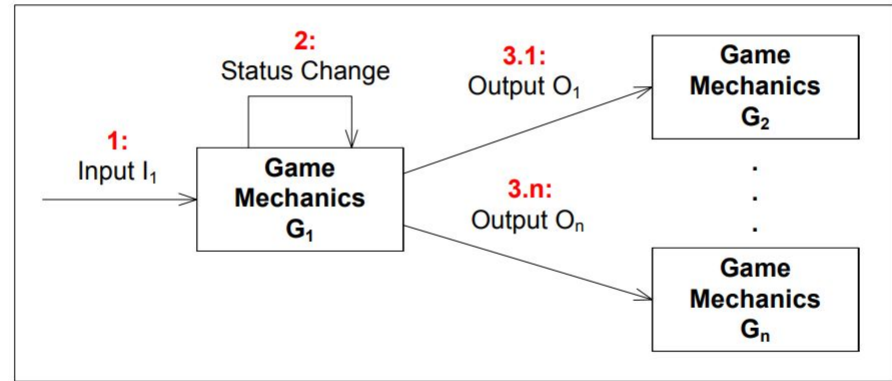 1:
Input I₁
2:
Status Change
Game
Mechanics
G₁
3.1:
Output O₁
3.n:
Output Oₙ
Game
Mechanics
G₂
.
.
.
Game
Mechanics
Gₙ